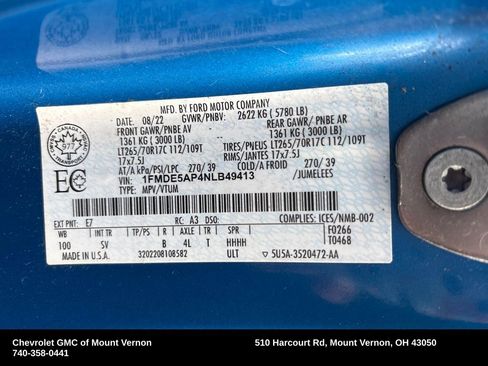 MFD. BY FORD MOTOR COMPANY
08/22 GVWR/PNBV: 2622 KG ( 5780 LB)
FRONT GAWR/PNBE AV REAR GAWR/PNBE AR
1361 KG ( 3000 LB) 1361 KG ( 3000 LB)
LT265/70R17C 112/109T TIRES/PNEUS LT265/70R17C 112/109T
17x7.5J RIMS/JANTES 17x7.5J
AT/A kPa/PSI/LPC 270/ 39 COLD/A FROID 270/ 39
VIN: 1FMDE5AP4NLB49413 /JUMELEES
TYPE: MPV/VTUM
EC
EXT PNT: E7 RC: A3 DSO: COMPLIES: ICES/NMB-002
WB INT TR TP/PS R AXLE TR SPR F0266
100 SV B 4L T HHHH T0468
MADE IN U.S.A. 3202208108582 ULT 5U5A-3520472-AA
Chevrolet GMC of Mount Vernon 510 Harcourt Rd, Mount Vernon, OH 43050
740-358-0441